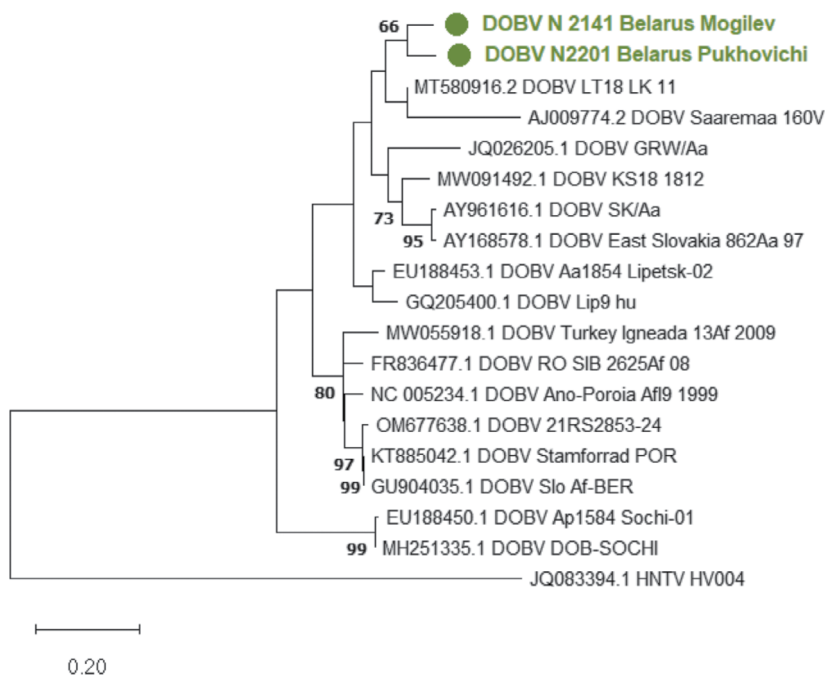 66
DOBV N 2141 Belarus Mogilev
DOBV N2201 Belarus Pukhovichi
MT580916.2 DOBV LT18 LK 11
AJ009774.2 DOBV Saaremaa 160V
JQ026205.1 DOBV GRW/Aa
MW091492.1 DOBV KS18 1812
73
AY961616.1 DOBV SK/Aa
95
AY168578.1 DOBV East Slovakia 862Aa 97
EU188453.1 DOBV Aa1854 Lipetsk-02
GQ205400.1 DOBV Lip9 hu
MW055918.1 DOBV Turkey Igneada 13Af 2009
FR836477.1 DOBV RO SIB 2625Af 08
80
NC 005234.1 DOBV Ano-Poroia Afl9 1999
OM677638.1 DOBV 21RS2853-24
97
KT885042.1 DOBV Stamforrad POR
99
GU904035.1 DOBV Slo Af-BER
EU188450.1 DOBV Ap1584 Sochi-01
99
MH251335.1 DOBV DOB-SOCHI
JQ083394.1 HNTV HV004
0.20